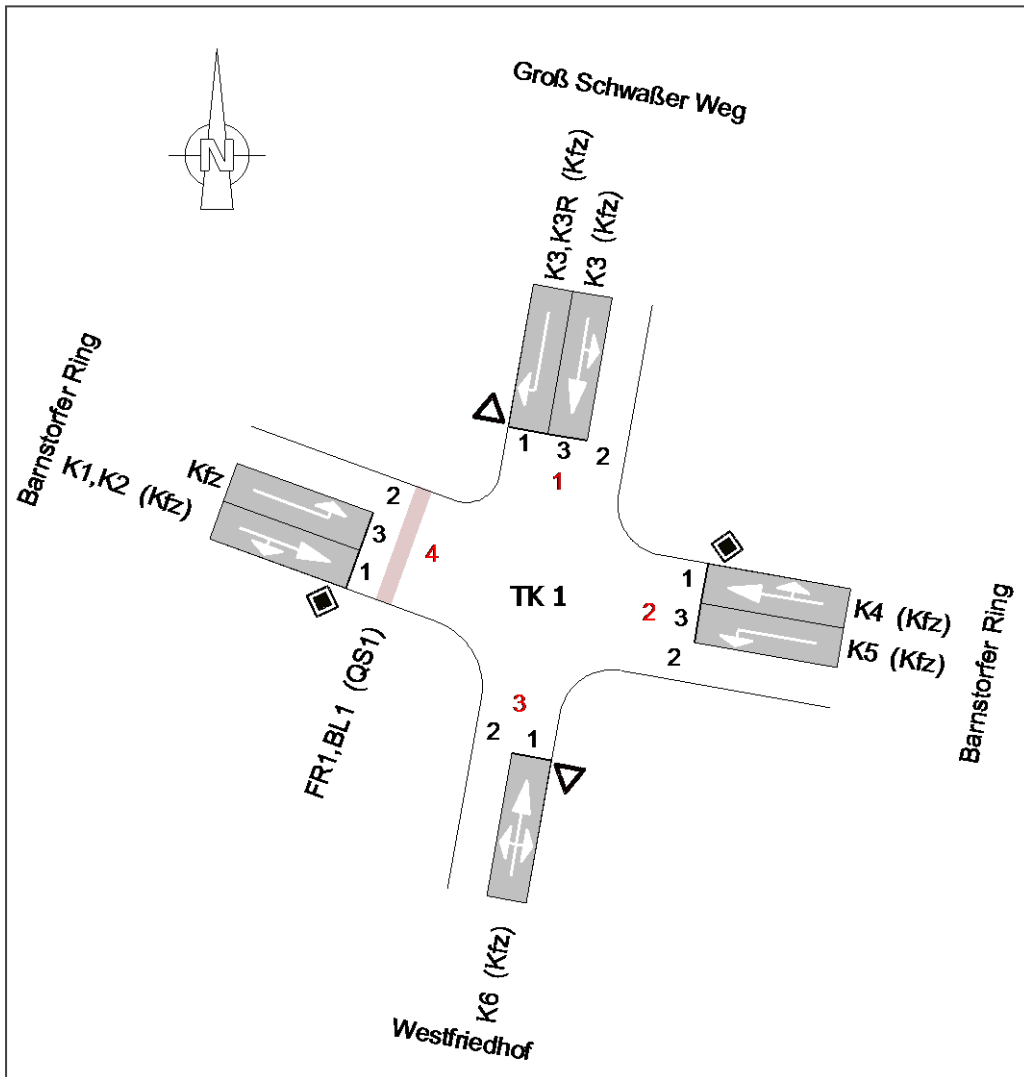 Groß Schwaßer Weg
N
K3,K3R (Kfz)
K3 (Kfz)
Barnstorfer Ring
Kfz
K1,K2 (Kfz)
1
3
2
1
2
3
4
1
TK 1
2
1
3
2
K4 (Kfz)
K5 (Kfz)
Barnstorfer Ring
FR1,BL1 (QS1)
3
2
1
K6 (Kfz)
Westfriedhof